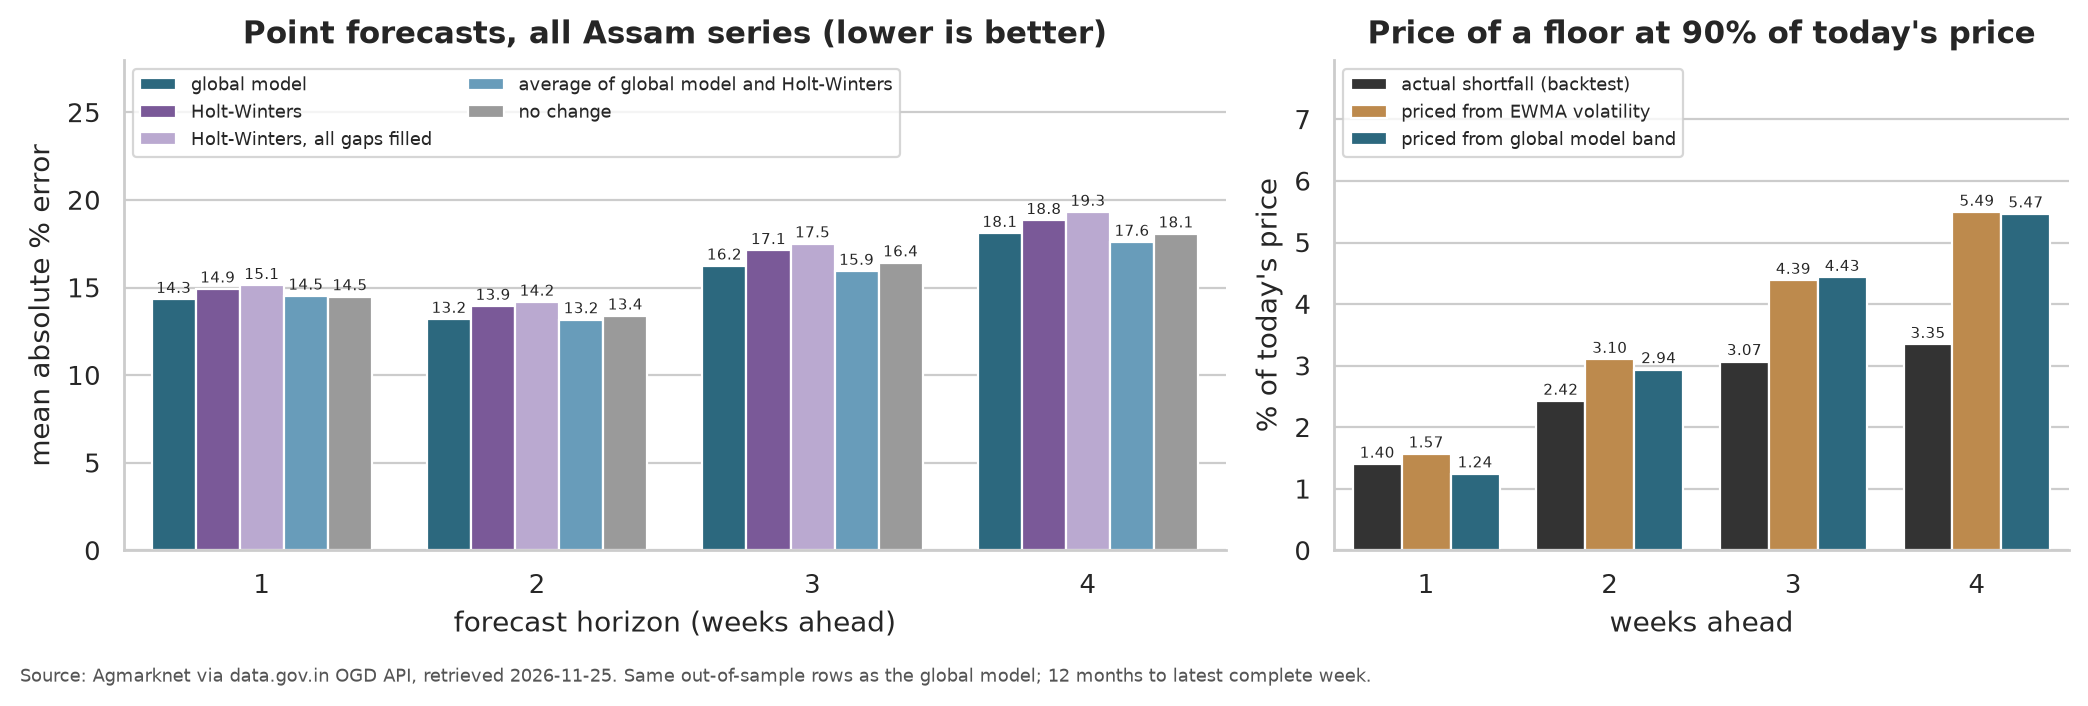 Point forecasts, all Assam series (lower is better)
global model
Holt-Winters
Holt-Winters, all gaps filled
average of global model and Holt-Winters
no change
mean absolute % error
25
20
15
10
5
0
14.3 14.9 15.1 14.5 14.5
13.2 13.9 14.2 13.2 13.4
16.2 17.1 17.5 15.9 16.4
18.1 18.8 19.3 17.6 18.1
1 2 3 4
forecast horizon (weeks ahead)
Price of a floor at 90% of today's price
actual shortfall (backtest)
priced from EWMA volatility
priced from global model band
% of today's price
7
6
5
4
3
2
1
0
1.40 1.57 1.24
2.42 3.10 2.94
3.07 4.39 4.43
3.35 5.49 5.47
1 2 3 4
weeks ahead
Source: Agmarknet via data.gov.in OGD API, retrieved 2026-11-25. Same out-of-sample rows as the global model; 12 months to latest complete week.